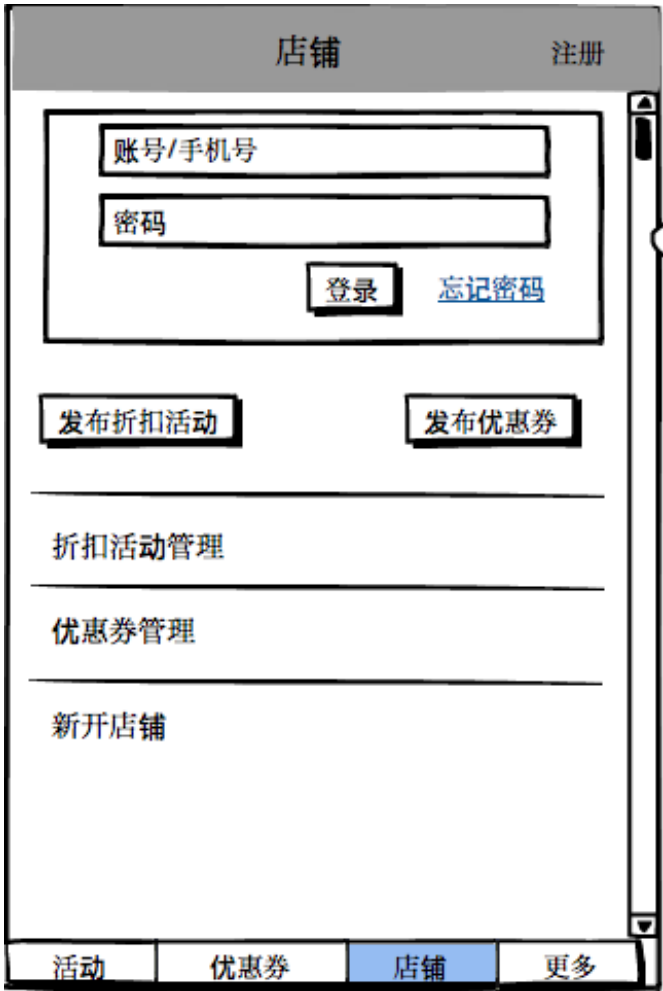 店铺 注册
账号/手机号
密码
登录 忘记密码
发布折扣活动 发布优惠券
折扣活动管理
优惠券管理
新开店铺
活动 优惠券 店铺 更多